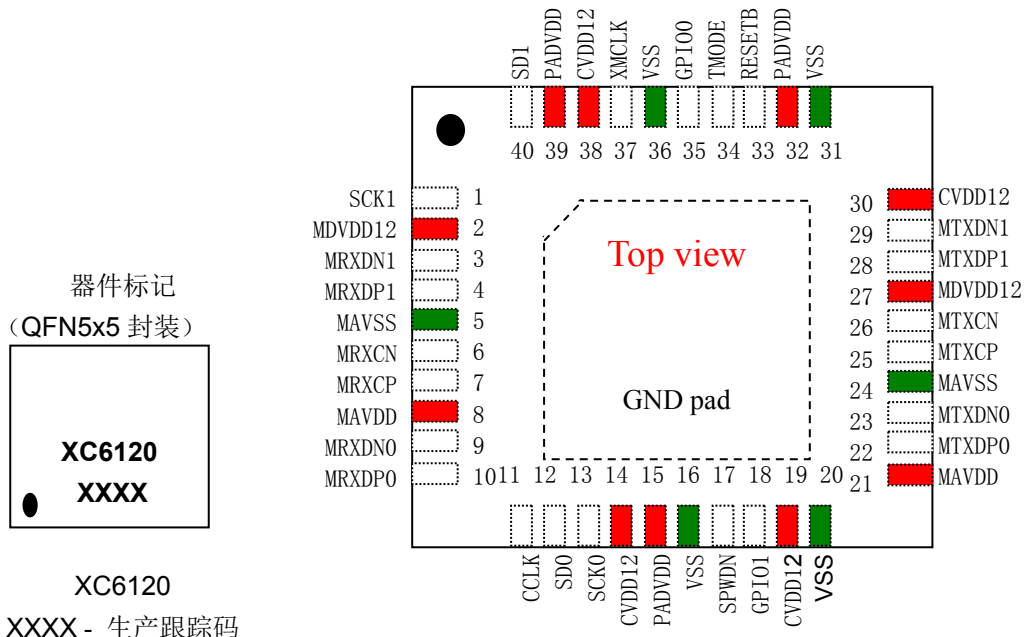 SD1 PADVDD CVDD12 XMCLK VSS GPIO0 TMODE RESETB PADVDD VSS
40 39 38 37 36 35 34 33 32 31
SCK1 1
MDVDD12 2
MRXDN1 3
MRXDP1 4
MAVSS 5
MRXCN 6
MRXCP 7
MAVDD 8
MRXDN0 9
MRXDP0 10
30 CVDD12
29 MTXDN1
28 MTXDP1
27 MDVDD12
26 MTXCN
25 MTXCP
24 MAVSS
23 MTXDN0
22 MTXDP0
21 MAVDD
Top view
GND pad
11 12 13 14 15 16 17 18 19 20
CCLK SD0 SCK0 CVDD12 PADVDD VSS SPWDN GPIO1 CVDD12 VSS
器件标记
（QFN5x5 封装）
XC6120
XXXX
XC6120
XXXX - 生产跟踪码